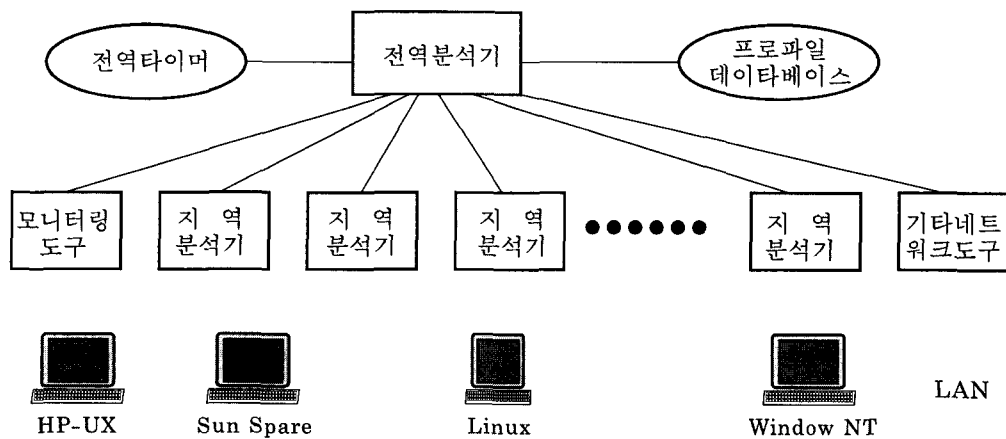 전역타이머
전역분석기
프로파일
데이타베이스
모니터링
도구
지 역
분석기
지 역
분석기
지 역
분석기
지 역
분석기
기타네트
워크도구
HP-UX
Sun Spare
Linux
Window NT
LAN